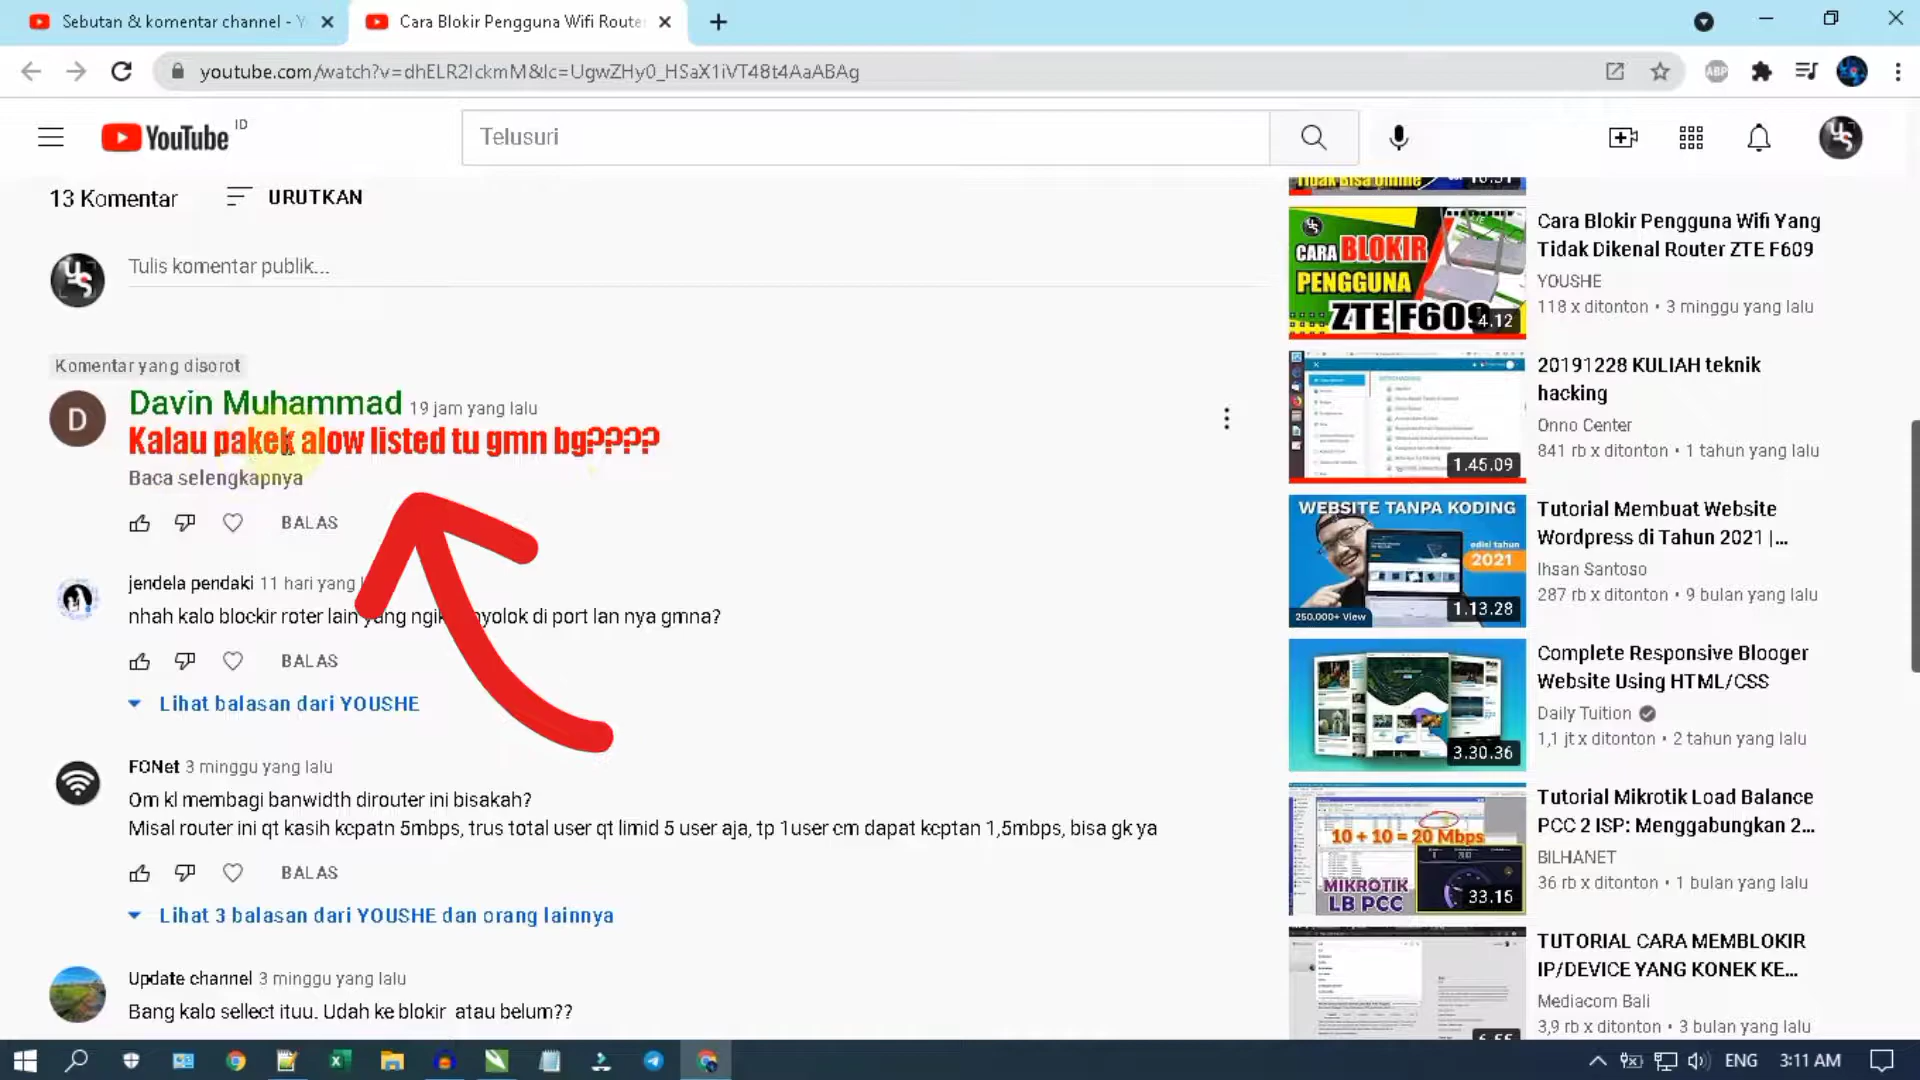 Sebutan & komentar channel - Y
Cara Blokir Pengguna Wifi Route
youtube.com/watch?v=dhELR2IckmM&lc=UgwZHy0_HSaX1iVT48t4AaABAg
ABP
YouTube ID
Telusuri
13 Komentar
URUTKAN
Tulis komentar publik...
Komentar yang disorot
D
Davin Muhammad 19 jam yang lalu
Kalau pakek alow listed tu gmn bg????
Baca selengkapnya
BALAS
jendela pendaki 11 hari yang
nhah kalo blockir roter lain yang di port lan nya gmna?
BALAS
Lihat balasan dari YOUSHE
FONet 3 minggu yang lalu
Om kl membagi banwidth dirouter ini bisakah?
Misal router ini qt kasih kcpatn 5mbps, trus total user qt limid 5 user aja, tp 1user cm dapat kcptan 1,5mbps, bisa gk ya
BALAS
Lihat 3 balasan dari YOUSHE dan orang lainnya
Update channel 3 minggu yang lalu
Bang kalo sellect ituu. Udah ke blokir atau belum??
Tidak Bisa Online
CARA BLOKIR
PENGGUNA
ZTE F609
4.12
Cara Blokir Pengguna Wifi Yang
Tidak Dikenal Router ZTE F609
YOUSHE
118 x ditonton • 3 minggu yang lalu
1.45.09
20191228 KULIAH teknik
hacking
Onno Center
841 rb x ditonton • 1 tahun yang lalu
WEBSITE TANPA KODING
edisi tahun
2021
250.000+ View
1.13.28
Tutorial Membuat Website
Wordpress di Tahun 2021 |...
Ihsan Santoso
287 rb x ditonton • 9 bulan yang lalu
3.30.36
Complete Responsive Blooger
Website Using HTML/CSS
Daily Tuition
1,1 jt x ditonton • 2 tahun yang lalu
10 + 10 = 20 Mbps
MIKROTIK
LB PCC
33.15
Tutorial Mikrotik Load Balance
PCC 2 ISP: Menggabungkan 2...
BILHANET
36 rb x ditonton • 1 bulan yang lalu
TUTORIAL CARA MEMBLOKIR
IP/DEVICE YANG KONEK KE...
Mediacom Bali
3,9 rb x ditonton • 3 bulan yang lalu
ENG
3:11 AM